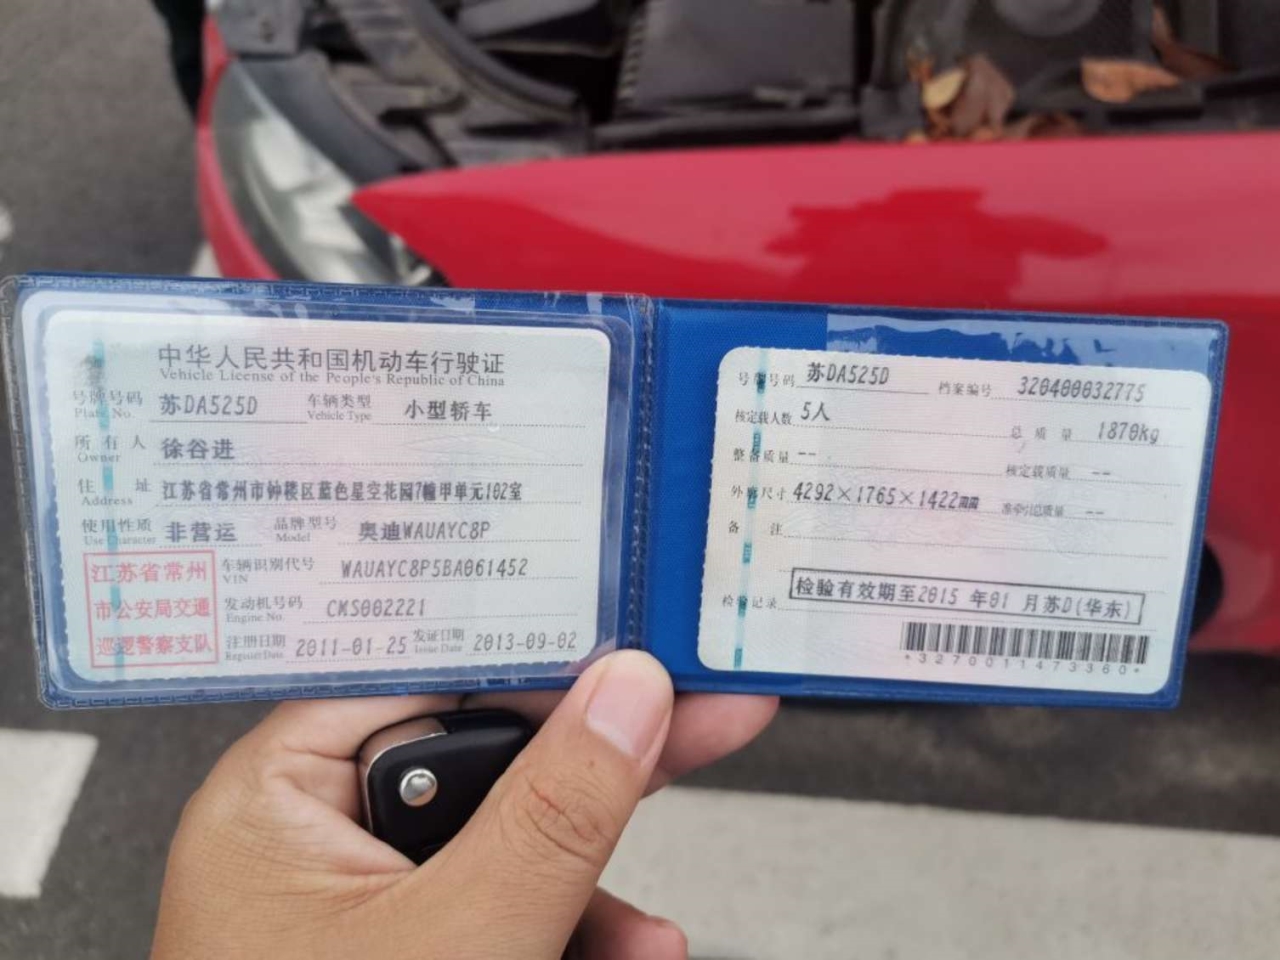 中华人民共和国机动车行驶证
Vehicle License of the People's Republic of China
号牌号码 苏DA525D 车辆类型 小型轿车
Plate No. Vehicle Type
所有人 徐谷进
Owner
住址 江苏省常州市钟楼区蓝色星空花园7幢甲单元102室
Address
使用性质 非营运 品牌型号 奥迪WAUAYC8P
Use Character Model
江苏省常州
市公安局交通
巡逻警察支队
车辆识别代号 WAUAYC8P5BA061452
VIN
发动机号码 CMS002221
Engine No.
注册日期 2011-01-25 发证日期 2013-09-02
Register Date Issue Date
号牌号码 苏DA525D 档案编号 320400032775
核定载人数 5人 总质量 1870kg
整备质量 -- 核定载质量 --
外廓尺寸 4292×1765×1422mm 准牵引总质量 --
备注
检验记录 检验有效期至2015 年01 月苏D(华东)
*3270011473360*